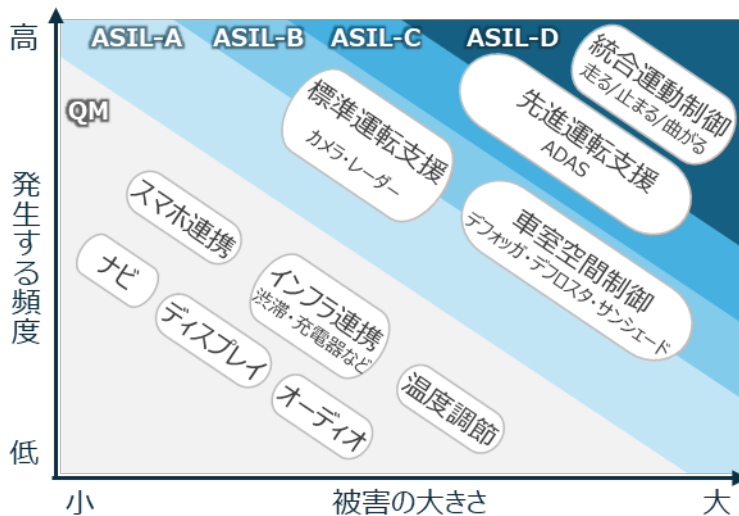 高
ASIL-A
ASIL-B
ASIL-C
ASIL-D
QM
統合運動制御
走る/止まる/曲がる
先進運転支援
ADAS
標準運転支援
カメラ・レーダー
車室空間制御
デフォッガ・デフロスタ・サンシェード
スマホ連携
ナビ
インフラ連携
渋滞・充電器など
ディスプレイ
オーディオ
温度調節
発生する頻度
低
小
被害の大きさ
大